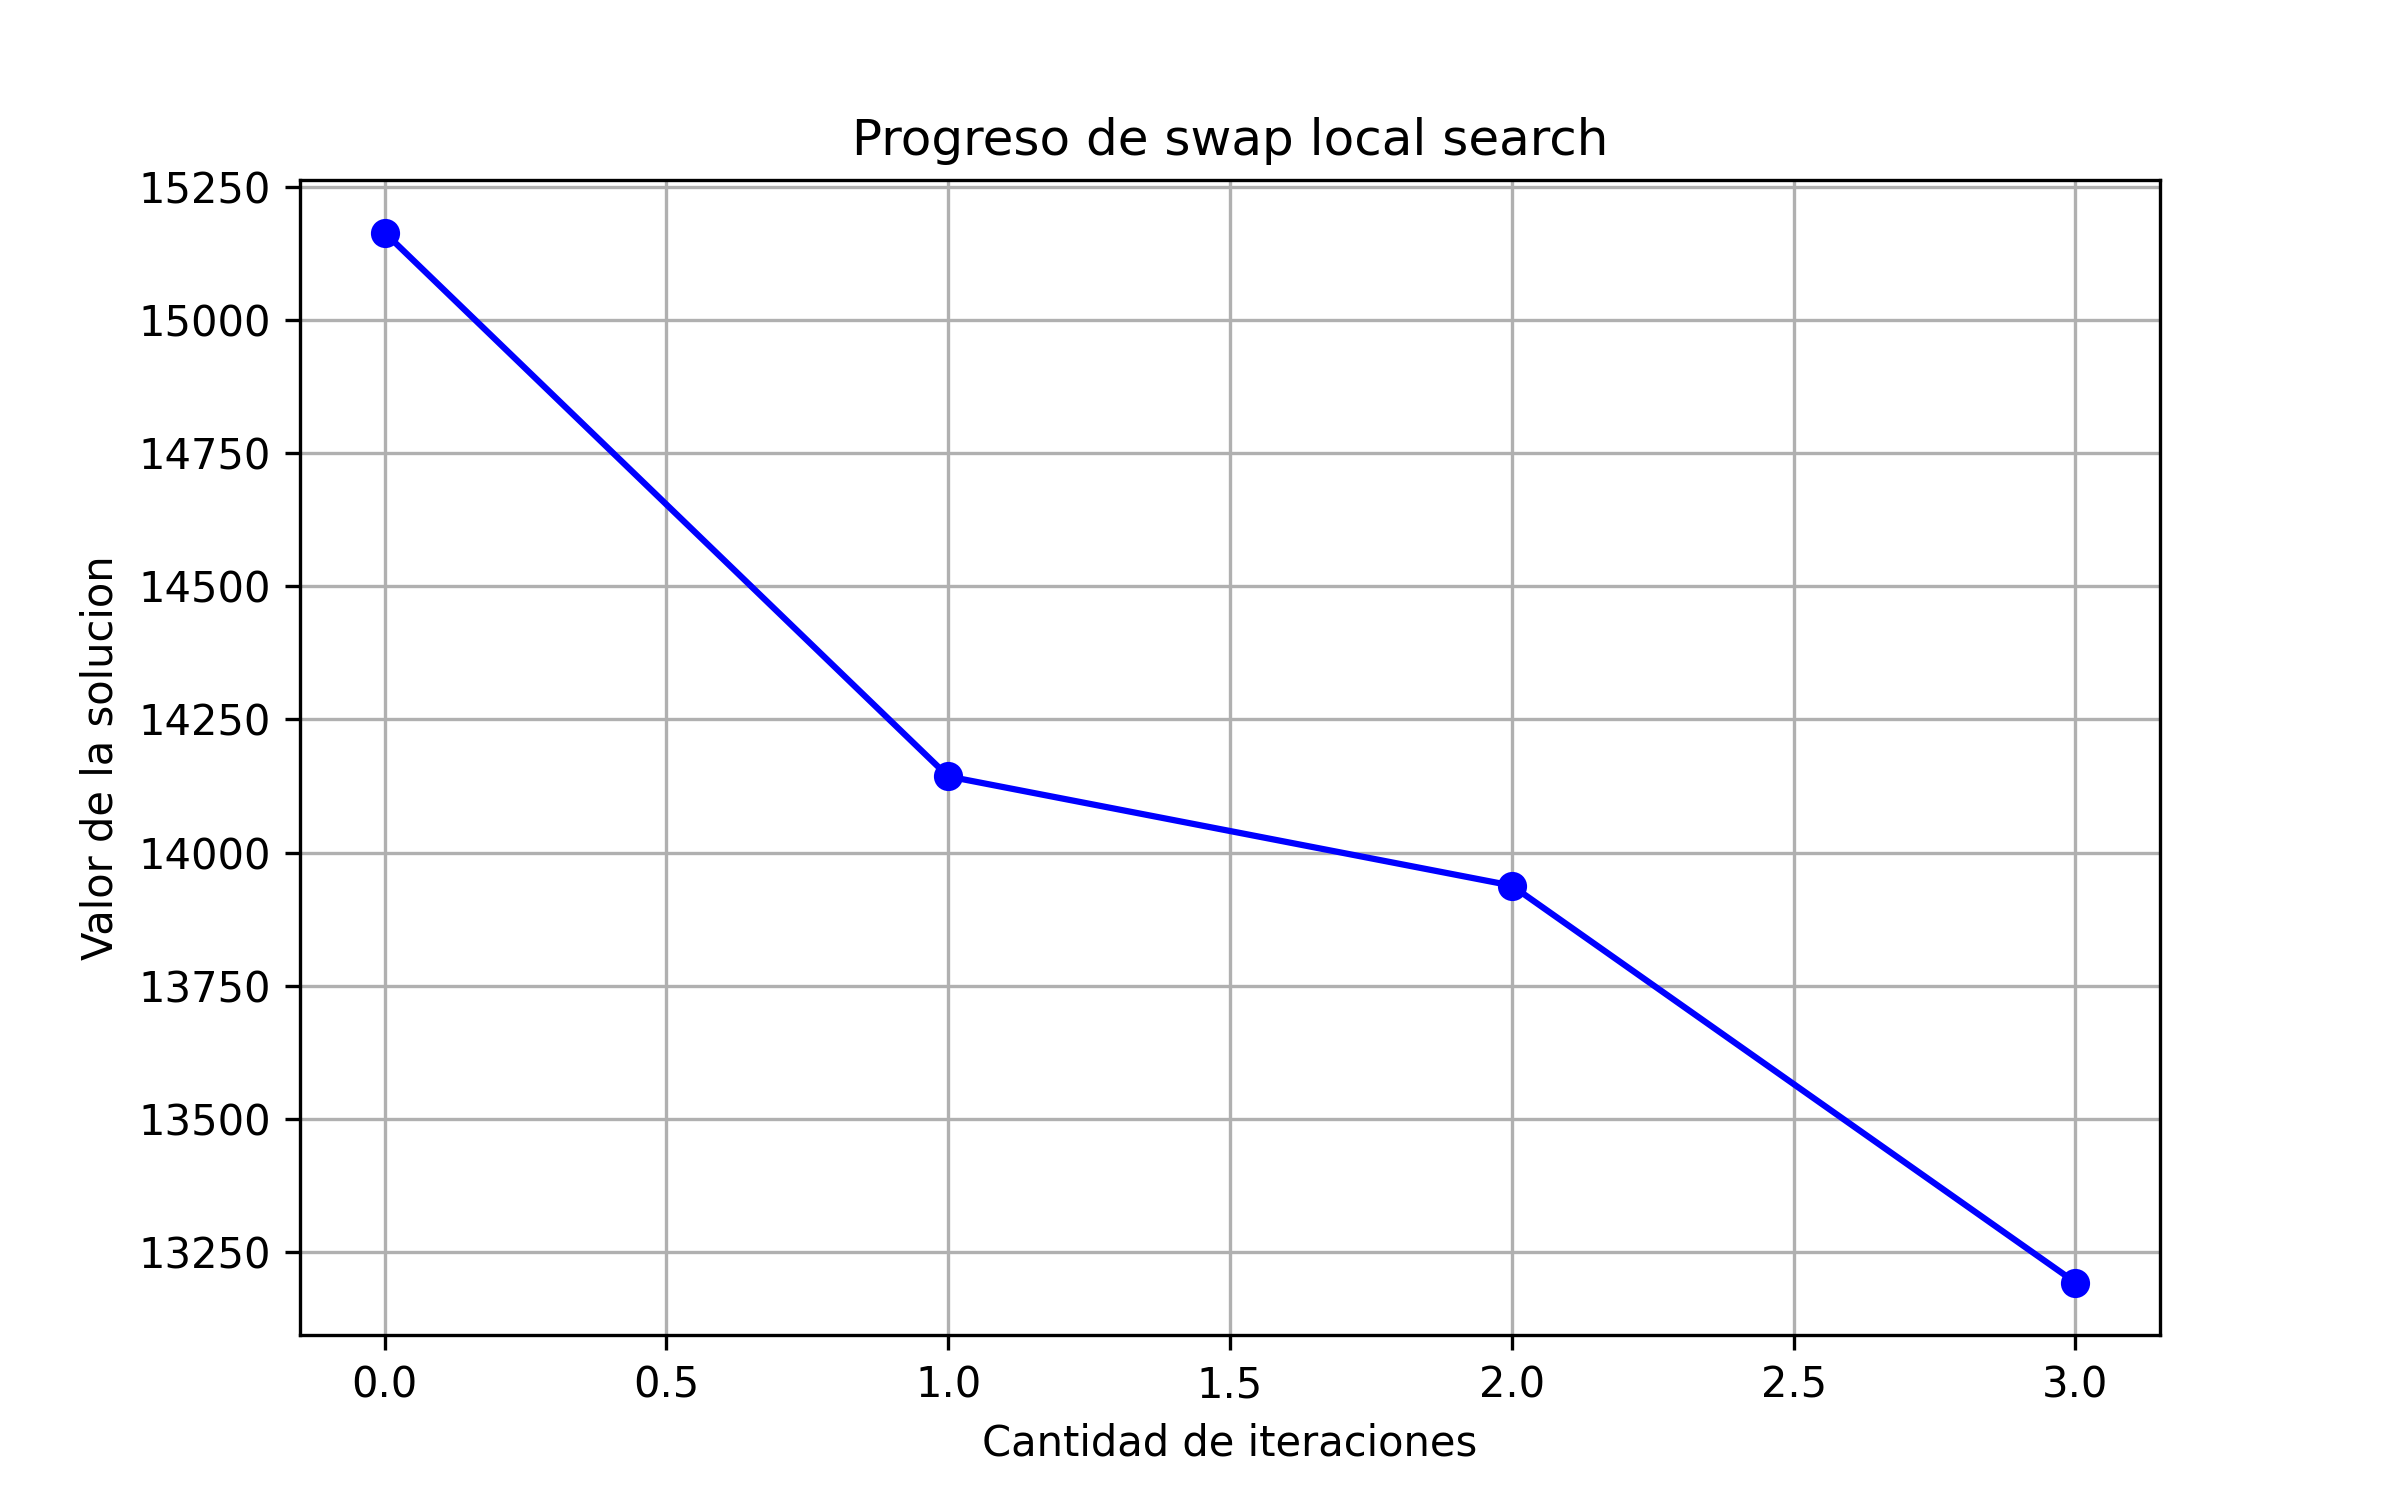 Progreso de swap local search
15250
15000
14750
14500
14250
14000
13750
13500
13250
Valor de la solucion
0.0 0.5 1.0 1.5 2.0 2.5 3.0
Cantidad de iteraciones